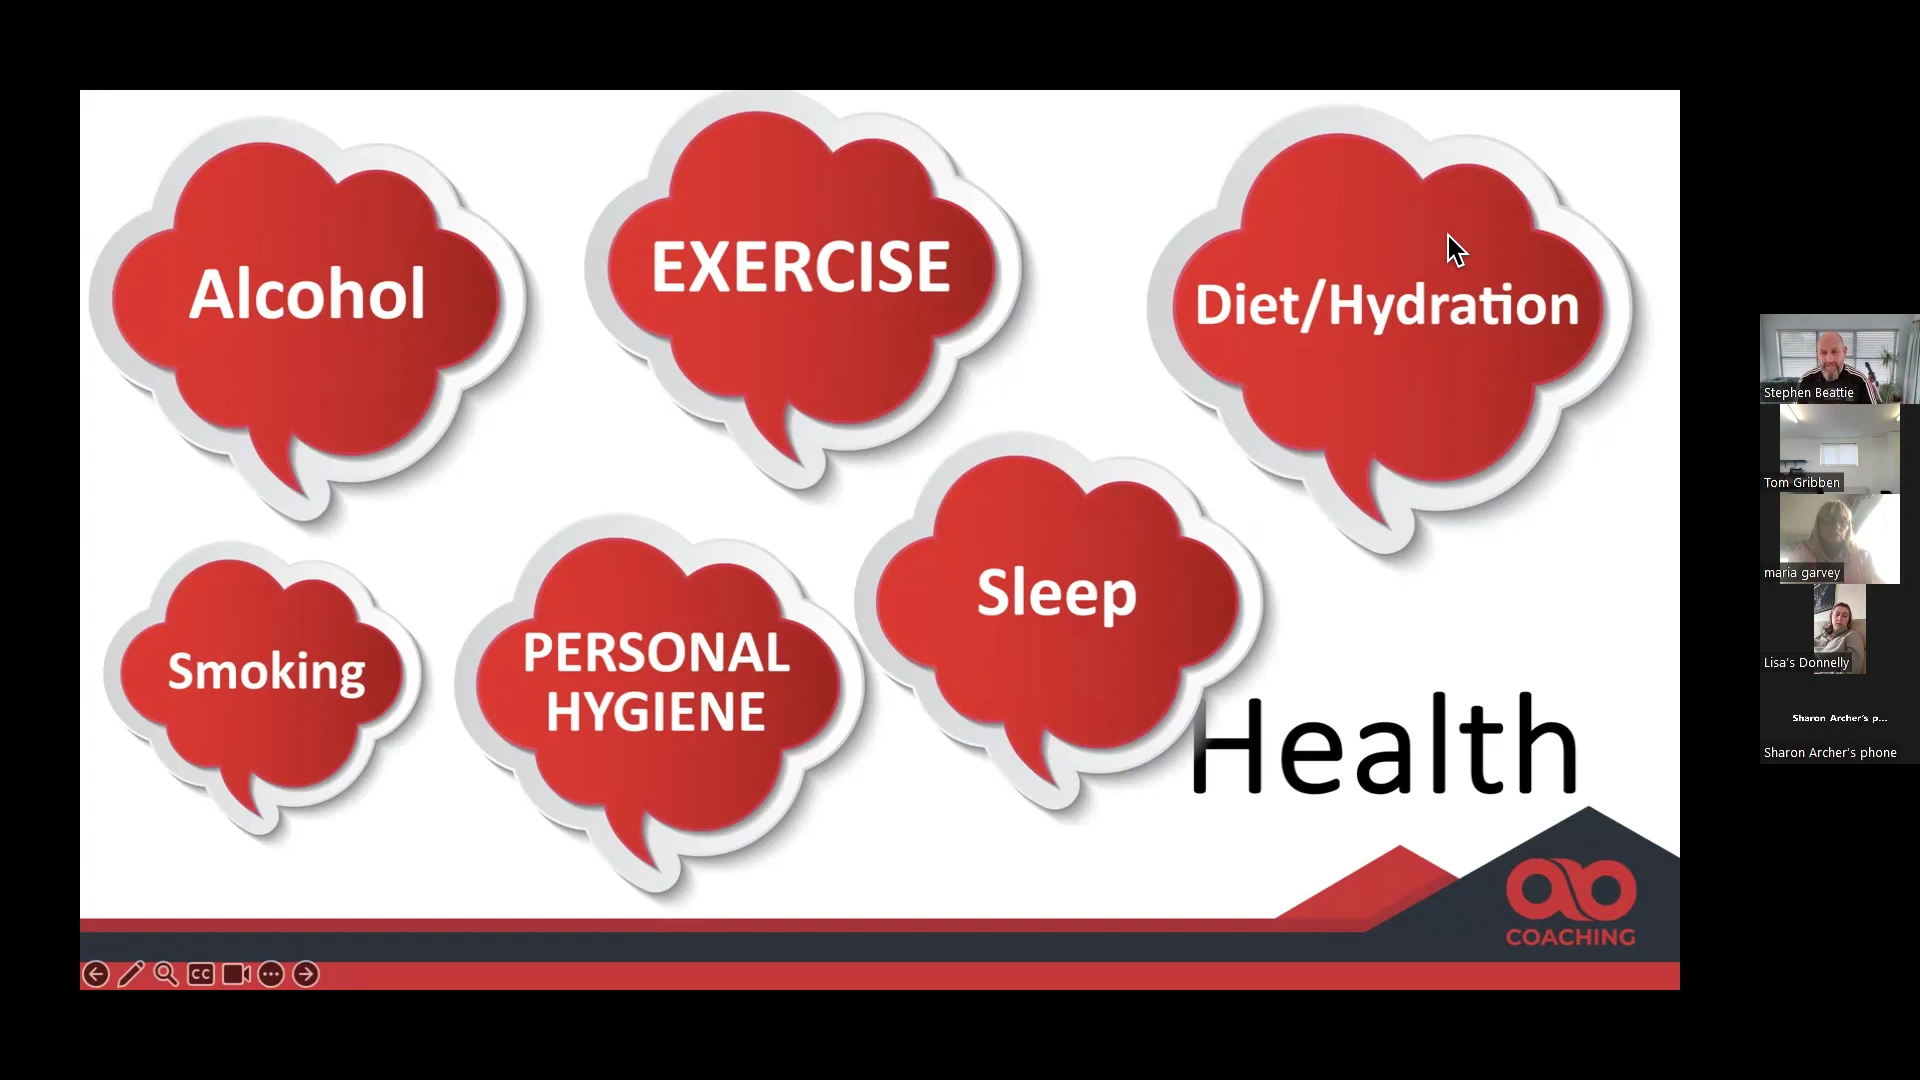 Alcohol
EXERCISE
Diet/Hydration
Smoking
PERSONAL
HYGIENE
Sleep
Health
COACHING
CC
Stephen Beattie
Tom Gribben
maria garvey
Lisa's Donnelly
Sharon Archer's p...
Sharon Archer's phone